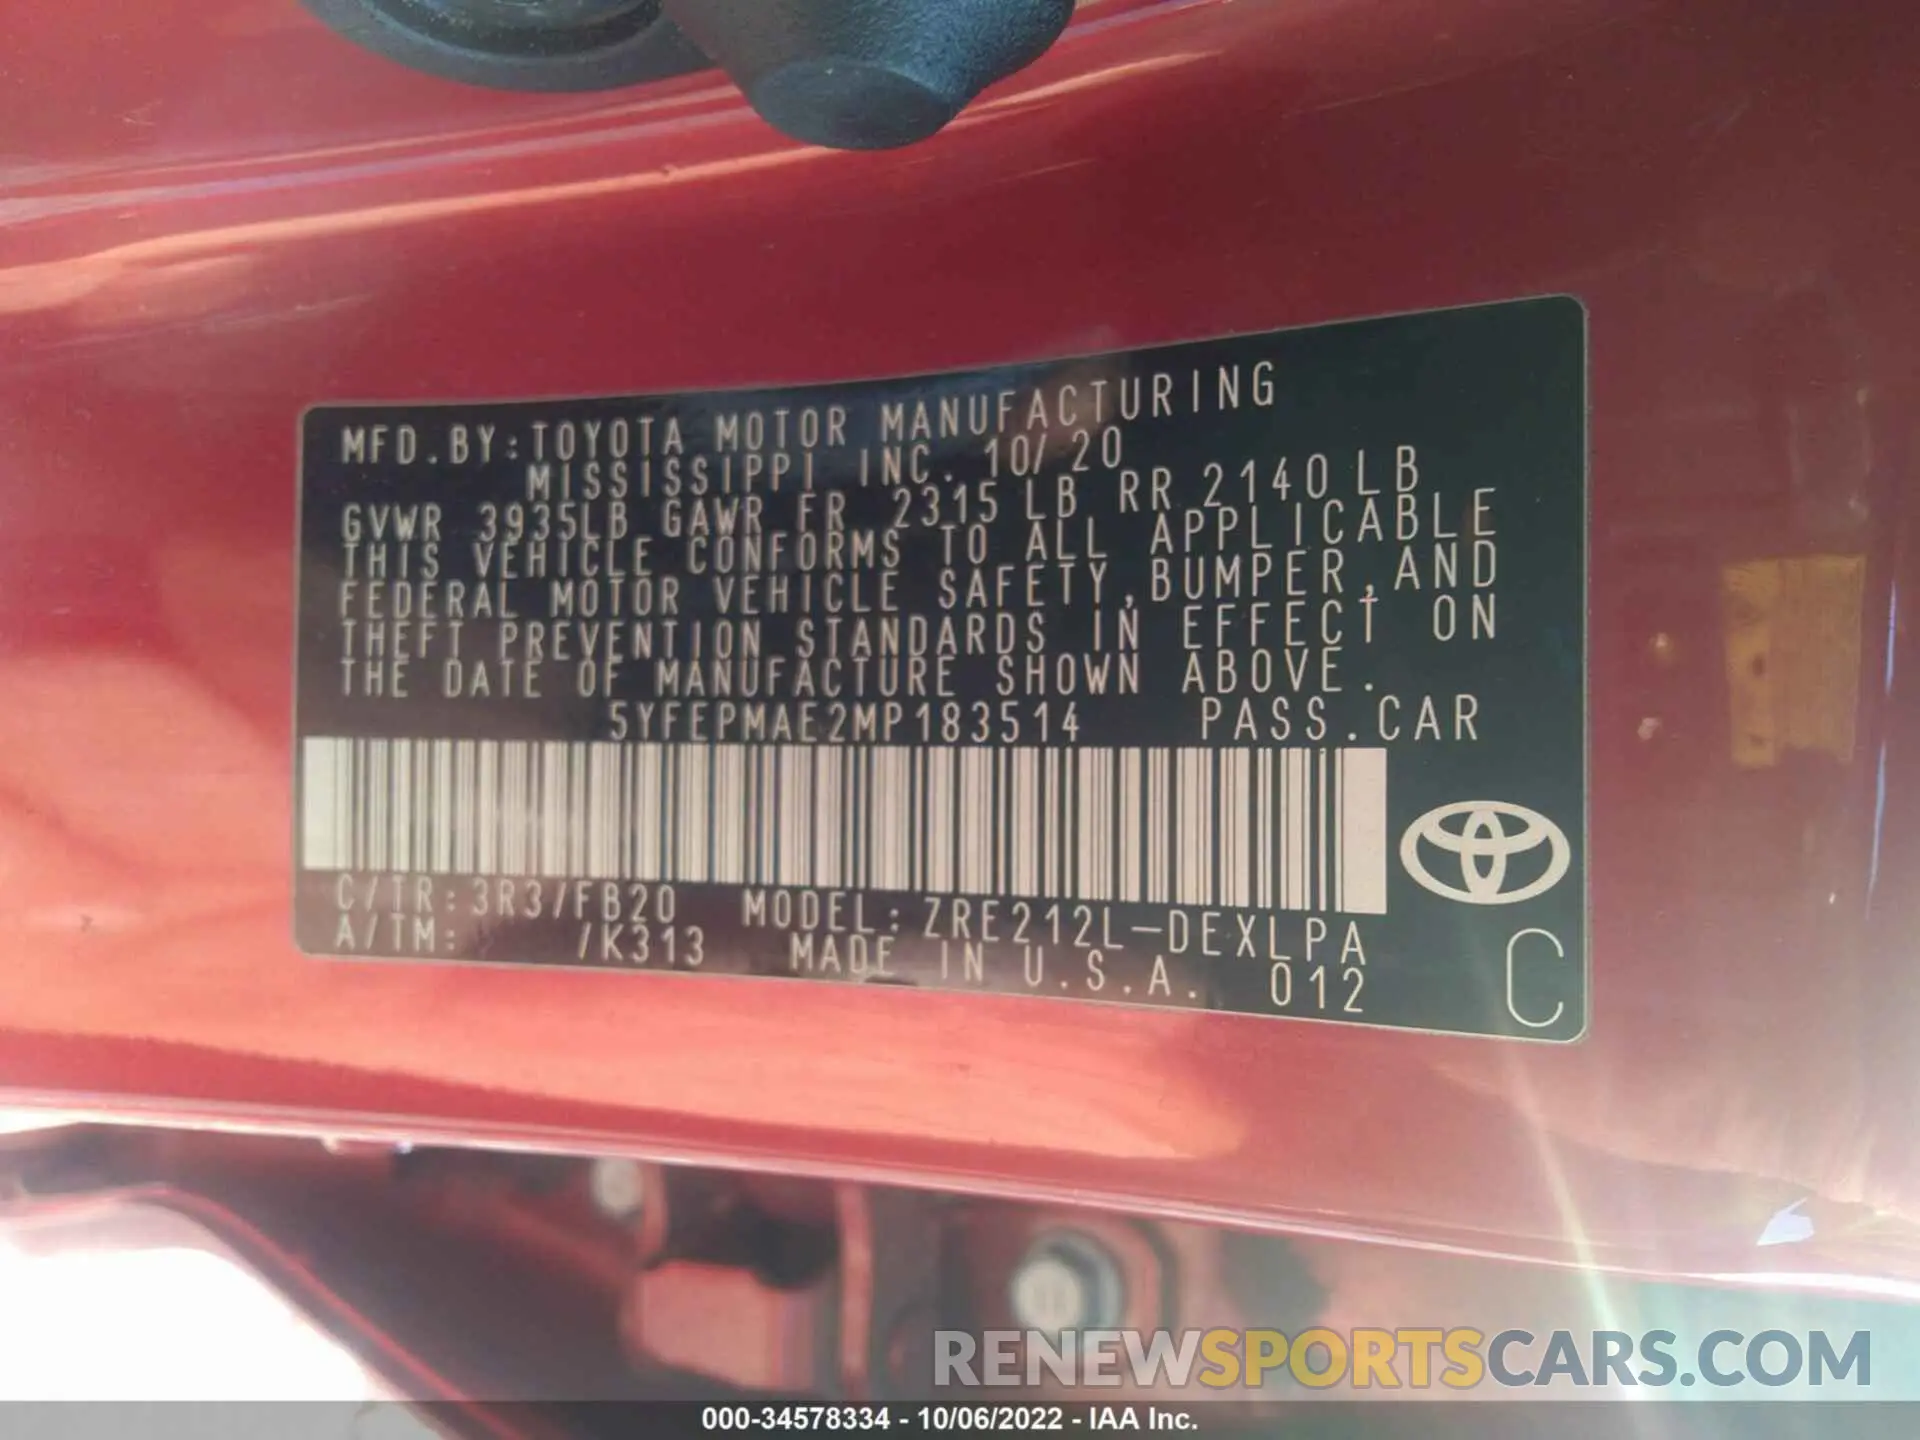 MFD.BY:TOYOTA MOTOR MANUFACTURING
MISSISSIPPI INC. 10/20
GVWR 3935LB GAWR FR 2315 LB RR 2140 LB
THIS VEHICLE CONFORMS TO ALL APPLICABLE
FEDERAL MOTOR VEHICLE SAFETY,BUMPER,AND
THEFT PREVENTION STANDARDS IN EFFECT ON
THE DATE OF MANUFACTURE SHOWN ABOVE.
5YFEPMAE2MP183514 PASS.CAR
C/TR:3R3/FB20 MODEL:ZRE212L-DEXLPA
A/TM: /K313 MADE IN U.S.A. 012
C
RENEWSPORTSCARS.COM
000-34578334 - 10/06/2022 - IAA Inc.